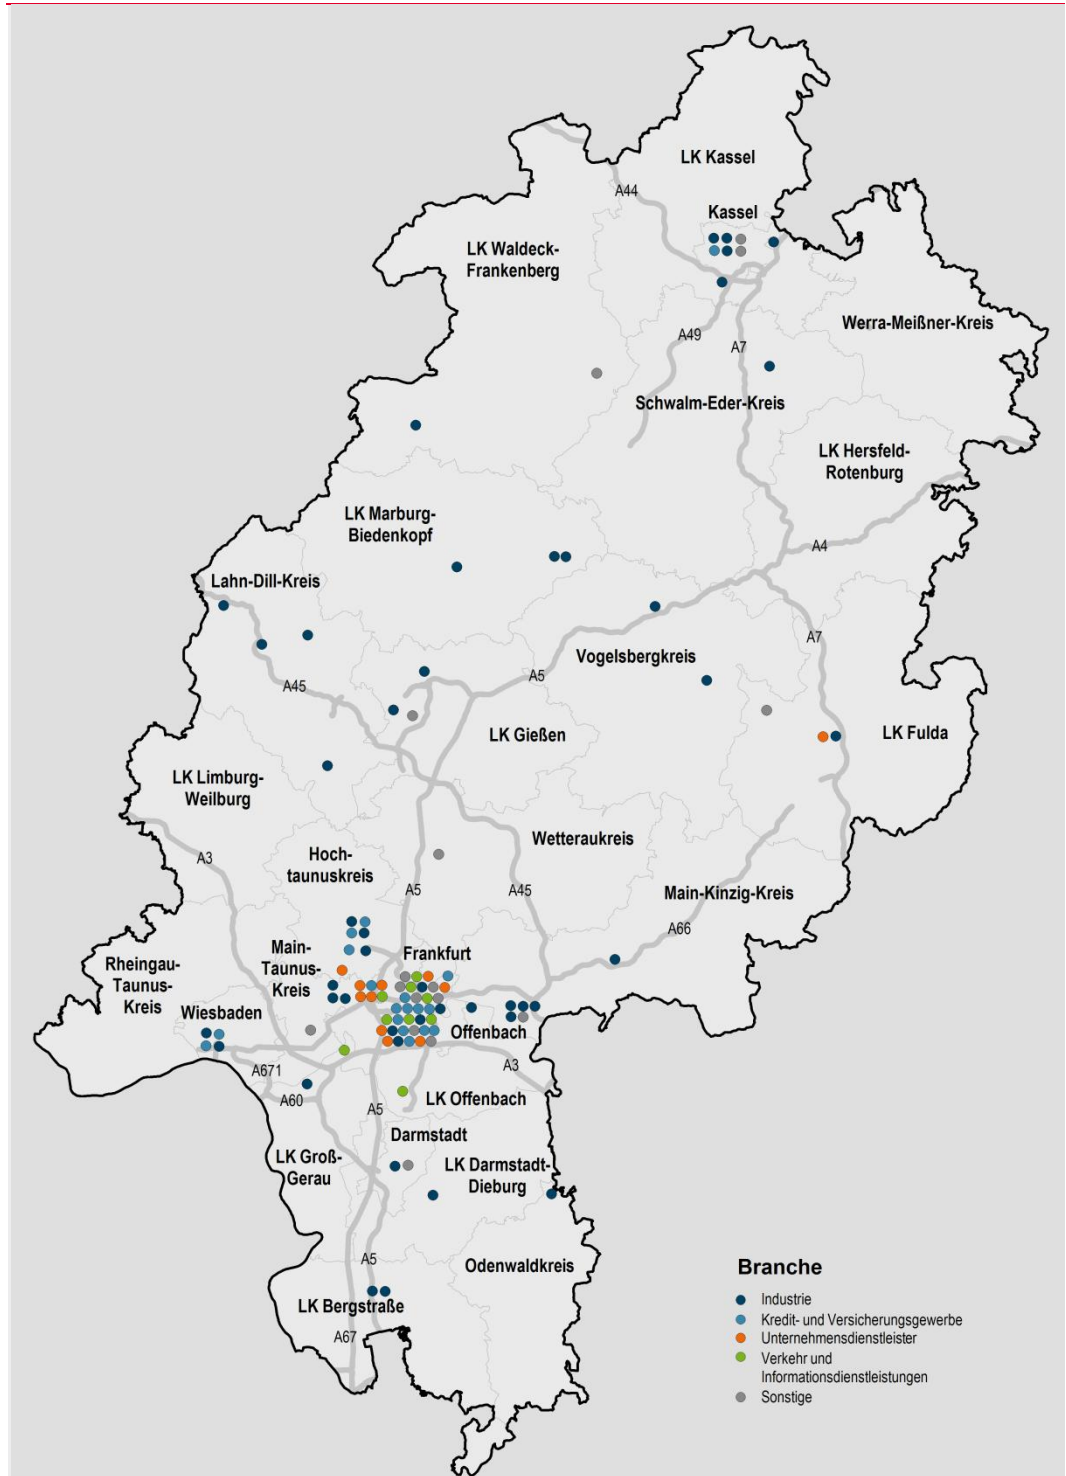 LK Kassel
A44
Kassel
LK Waldeck-
Frankenberg
Werra-Meißner-Kreis
A49
A7
Schwalm-Eder-Kreis
LK Hersfeld-
Rotenburg
LK Marburg-
Biedenkopf
A4
Lahn-Dill-Kreis
A7
Vogelsbergkreis
A5
A45
LK Gießen
LK Fulda
LK Limburg-
Weilburg
Wetteraukreis
Hoch-
taunuskreis
A3
A5
A45
Main-Kinzig-Kreis
A66
Main-
Taunus-
Kreis
Frankfurt
Rheingau-
Taunus-
Kreis
Wiesbaden
Offenbach
A671
A3
A60
A5
LK Offenbach
Darmstadt
LK Groß-
Gerau
LK Darmstadt-
Dieburg
A5
Odenwaldkreis
LK Bergstraße
A67
Branche
Industrie
Kredit- und Versicherungsgewerbe
Unternehmensdienstleister
Verkehr und
Informationsdienstleistungen
Sonstige